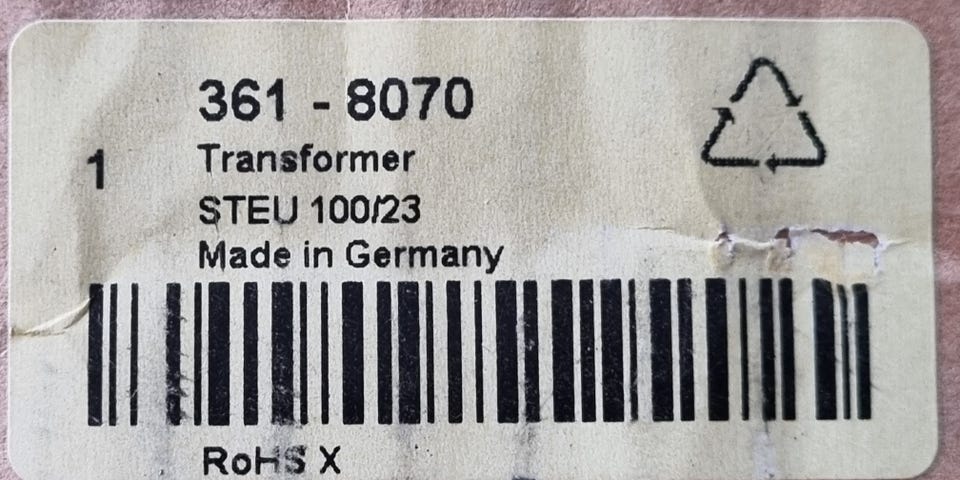 361 - 8070
1
Transformer
STEU 100/23
Made in Germany
RoHS X